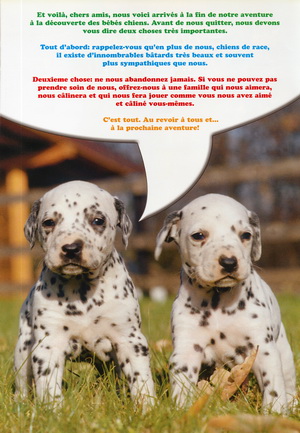 Et voilà, chers amis, nous voici arrivés à la fin de notre aventure
à la découverte des bébés chiens. Avant de nous quitter, nous devons
vous dire deux choses très importantes.
Tout d'abord: rappelez-vous qu'en plus de nous, chiens de race,
il existe d'innombrables bâtards très beaux et souvent
plus sympathiques que nous.
Deuxieme chose: ne nous abandonnez jamais. Si vous ne pouvez pas
prendre soin de nous, offrez-nous à une famille qui nous aimera,
nous câlinera et qui nous fera jouer comme vous nous avez aimé
et câliné vous-mêmes.
C'est tout. Au revoir à tous et...
à la prochaine aventure!